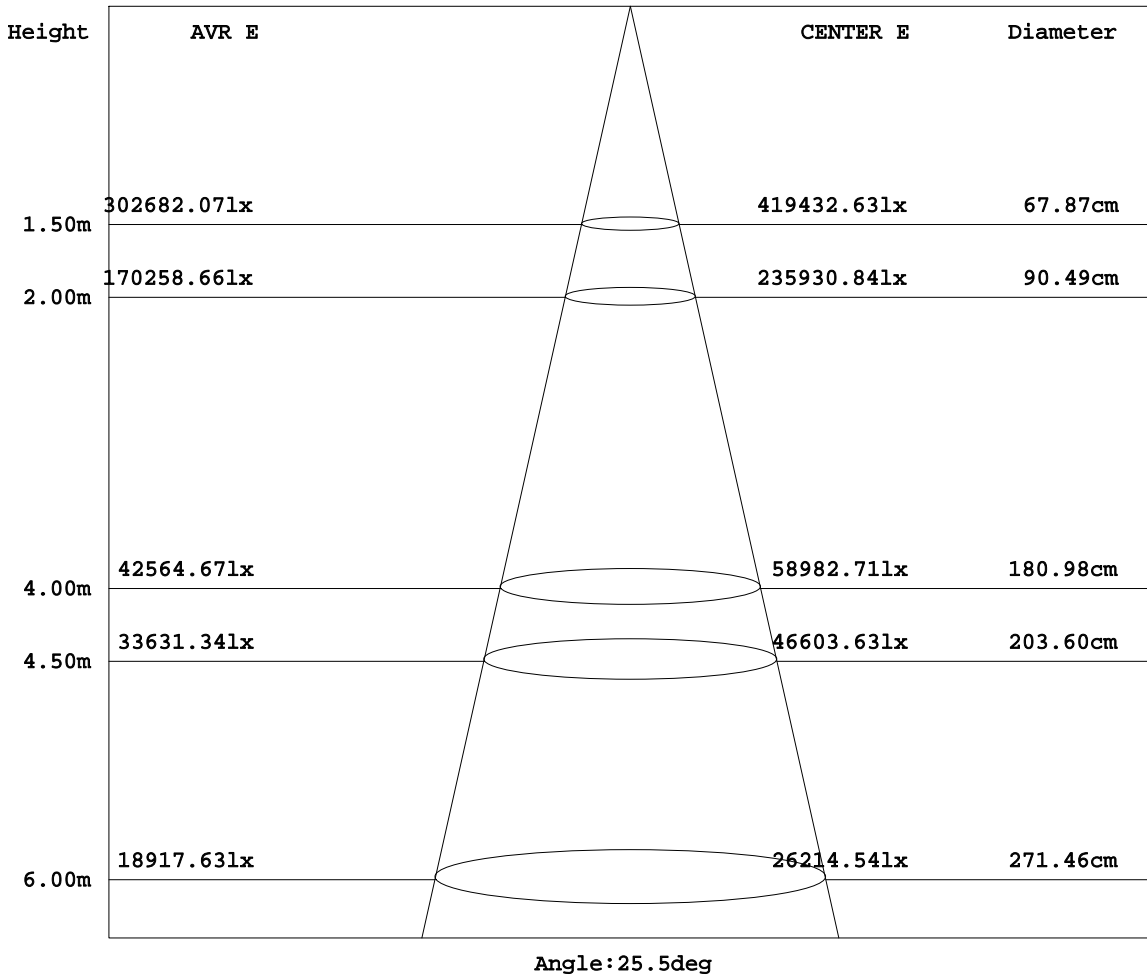 Height AVR E CENTER E Diameter
302682.07lx 419432.63lx 67.87cm
1.50m
170258.66lx 235930.84lx 90.49cm
2.00m
42564.67lx 58982.71lx 180.98cm
4.00m
33631.34lx 46603.63lx 203.60cm
4.50m
18917.63lx 26214.54lx 271.46cm
6.00m
Angle:25.5deg